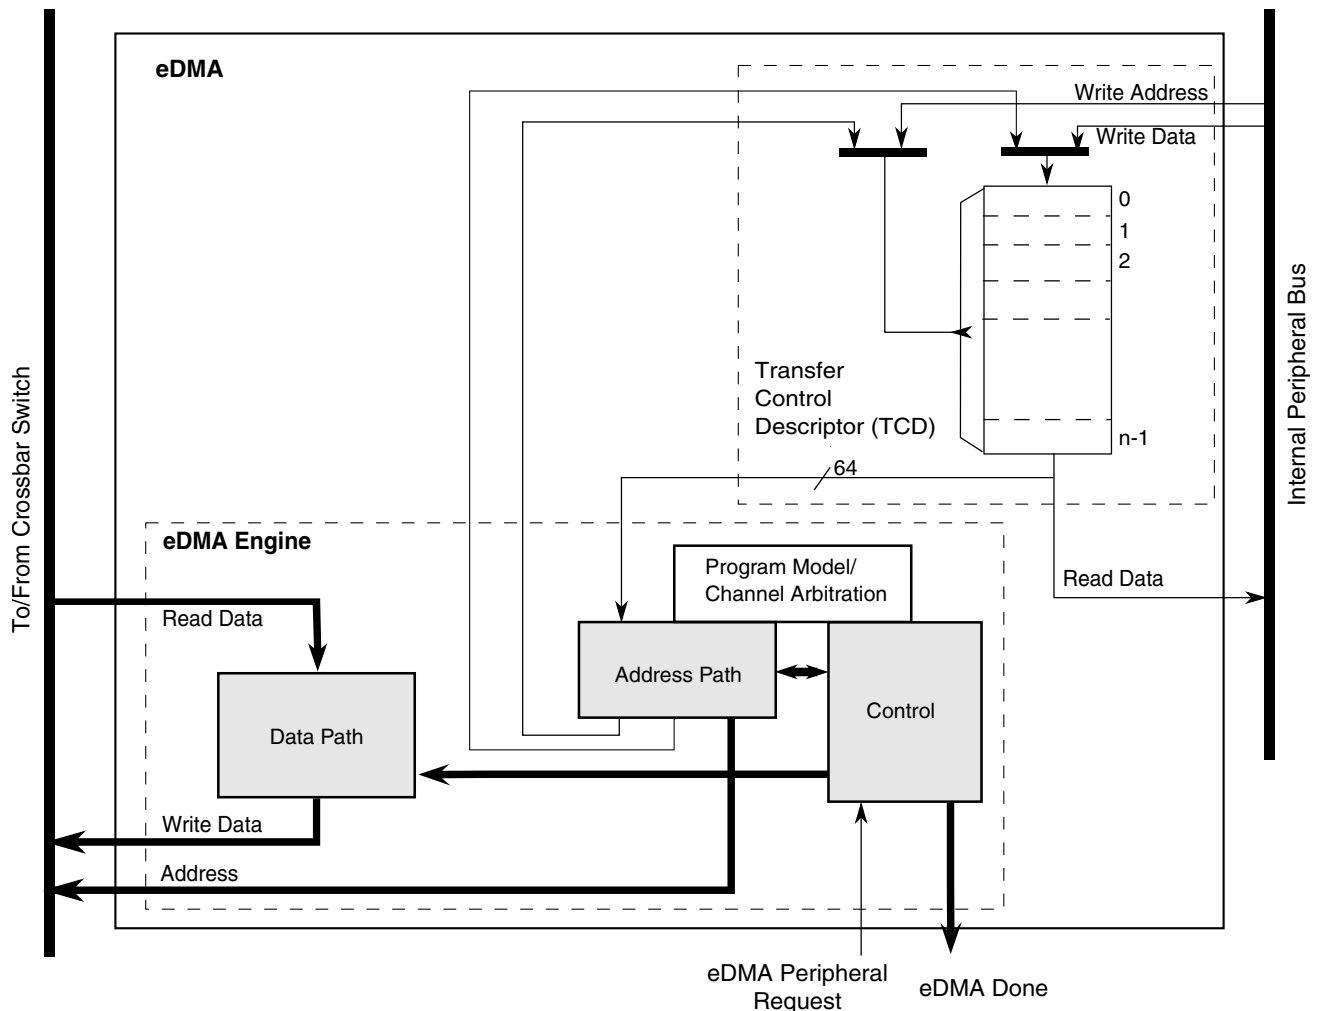 eDMA
Write Address
Write Data
0
1
2
n-1
Transfer
Control
Descriptor (TCD)
64
To/From Crossbar Switch
Internal Peripheral Bus
eDMA Engine
Program Model/
Channel Arbitration
Read Data
Read Data
Address Path
Control
Data Path
Write Data
Address
eDMA Peripheral
Request
eDMA Done